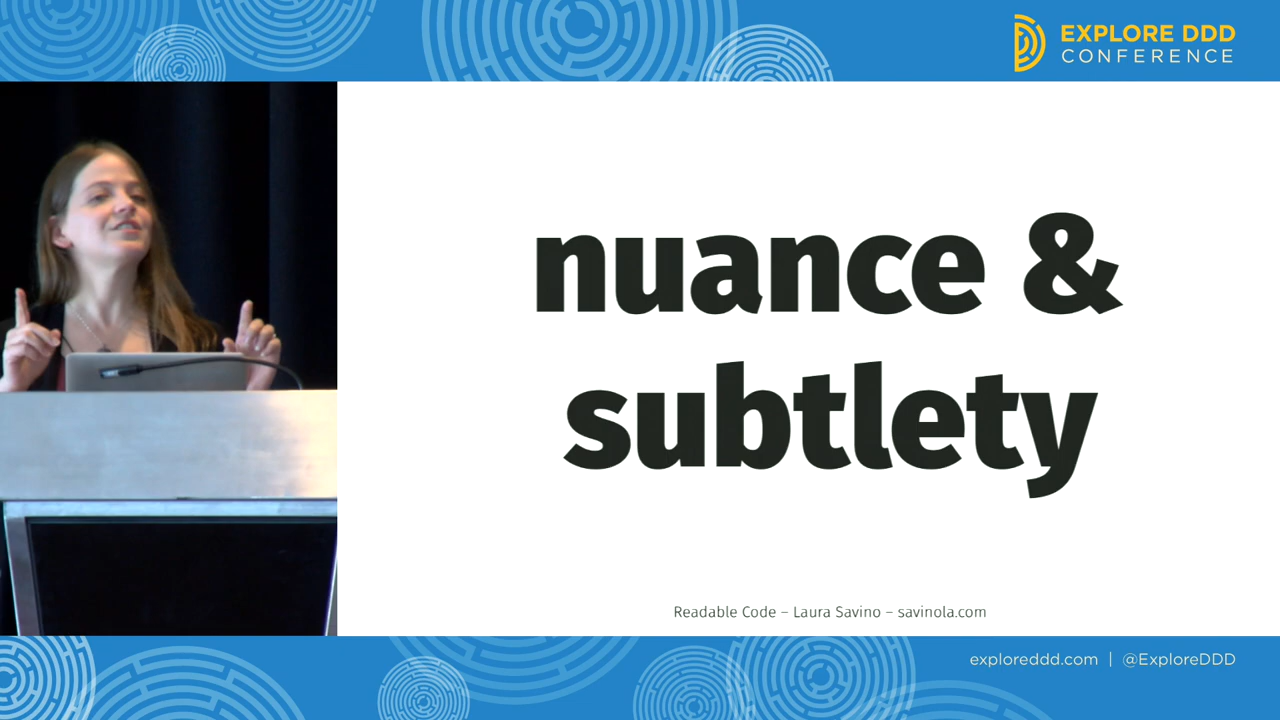 EXPLORE DDD
CONFERENCE
nuance &
subtlety
Readable Code – Laura Savino – savinola.com
exploreddd.com | @ExploreDDD